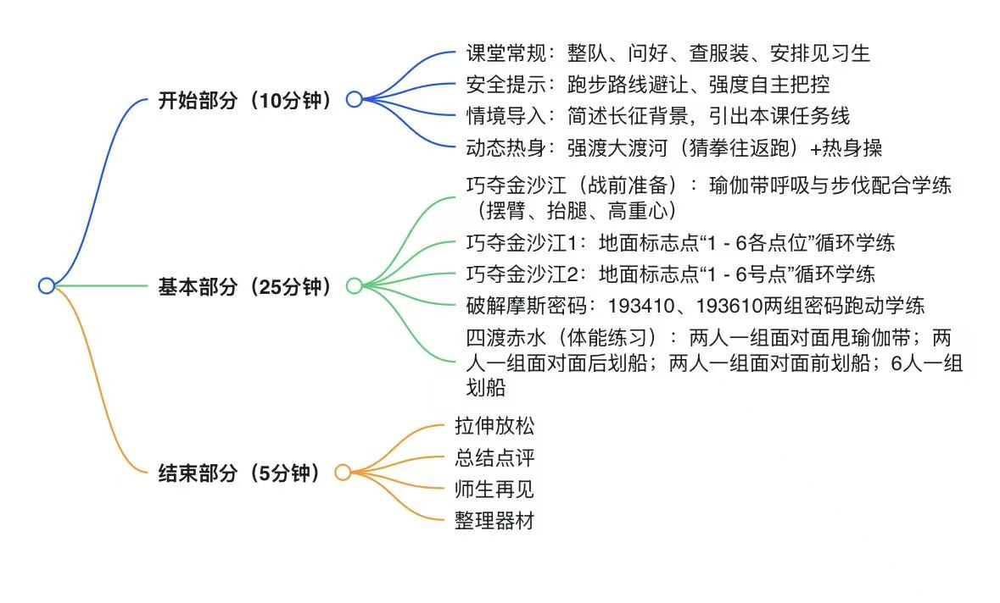 开始部分（10分钟）
课堂常规：整队、问好、查服装、安排见习生
安全提示：跑步路线避让、强度自主把控
情境导入：简述长征背景，引出本课任务线
动态热身：强渡大渡河（猜拳往返跑）+热身操
基本部分（25分钟）
巧夺金沙江（战前准备）：瑜伽带呼吸与步伐配合学练
（摆臂、抬腿、高重心）
巧夺金沙江1：地面标志点“1 - 6各点位”循环学练
巧夺金沙江2：地面标志点“1 - 6号点”循环学练
破解摩斯密码：193410、193610两组密码跑动学练
四渡赤水（体能练习）：两人一组面对面甩瑜伽带；两
人一组面对面后划船；两人一组面对面前划船；6人一组
划船
结束部分（5分钟）
拉伸放松
总结点评
师生再见
整理器材